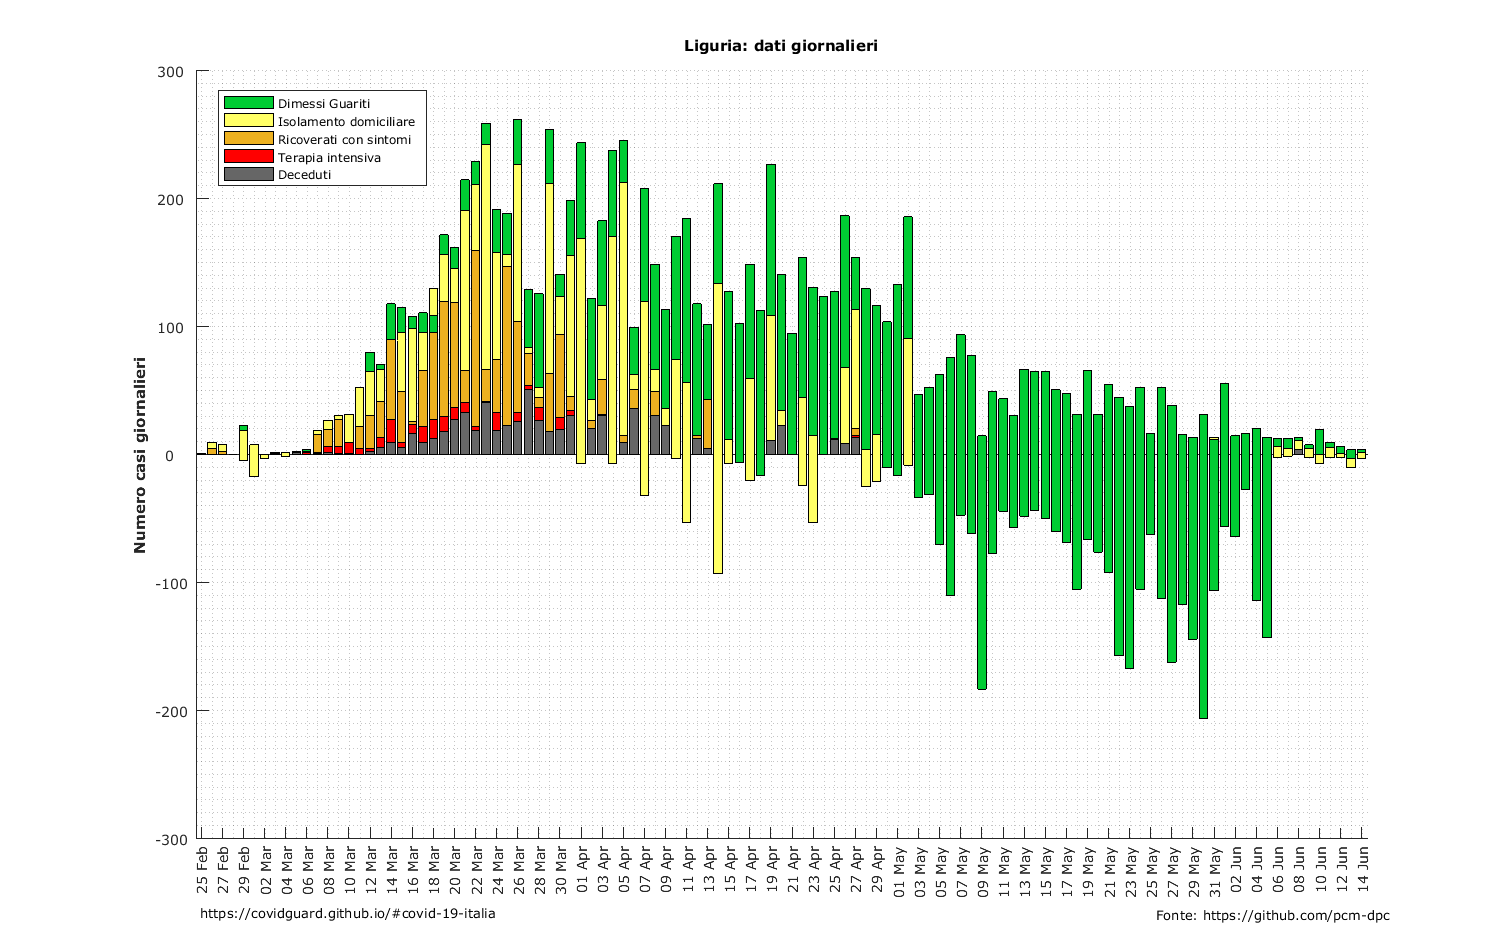 Liguria: dati giornalieri
Dimessi Guariti
Isolamento domiciliare
Ricoverati con sintomi
Terapia intensiva
Deceduti
Numero casi giornalieri
300
200
100
0
-100
-200
-300
25 Feb
27 Feb
29 Feb
02 Mar
04 Mar
06 Mar
08 Mar
10 Mar
12 Mar
14 Mar
16 Mar
18 Mar
20 Mar
22 Mar
24 Mar
26 Mar
28 Mar
30 Mar
01 Apr
03 Apr
05 Apr
07 Apr
09 Apr
11 Apr
13 Apr
15 Apr
17 Apr
19 Apr
21 Apr
23 Apr
25 Apr
27 Apr
29 Apr
01 May
03 May
05 May
07 May
09 May
11 May
13 May
15 May
17 May
19 May
21 May
23 May
25 May
27 May
29 May
31 May
02 Jun
04 Jun
06 Jun
08 Jun
10 Jun
12 Jun
14 Jun
https://covidguard.github.io/#covid-19-italia
Fonte: https://github.com/pcm-dpc